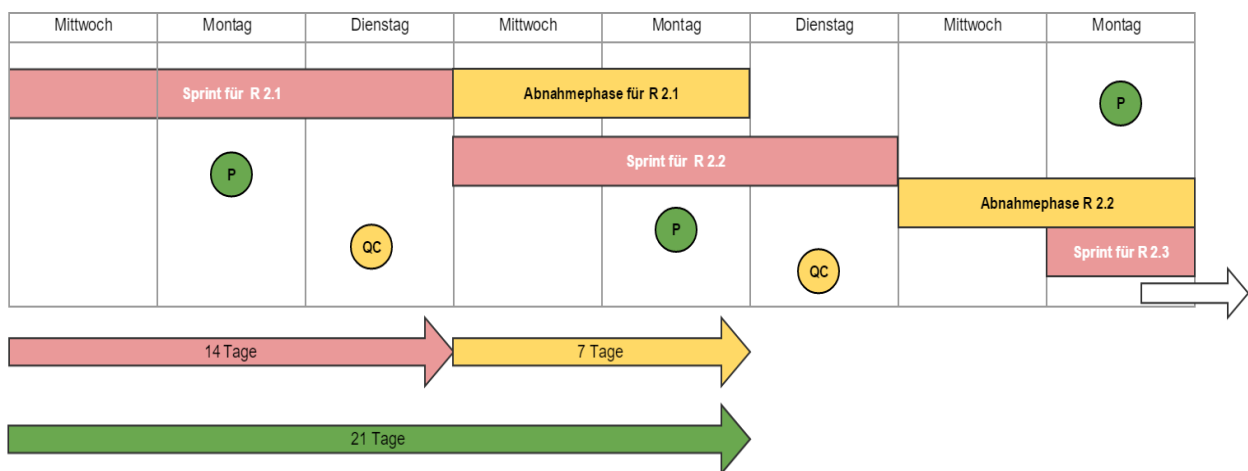 Mittwoch Montag Dienstag Mittwoch Montag Dienstag Mittwoch Montag
Sprint für R 2.1 Abnahmephase für R 2.1
P
Sprint für R 2.2
P
Abnahmephase R 2.2
P
QC
Sprint für R 2.3
QC
14 Tage 7 Tage
21 Tage